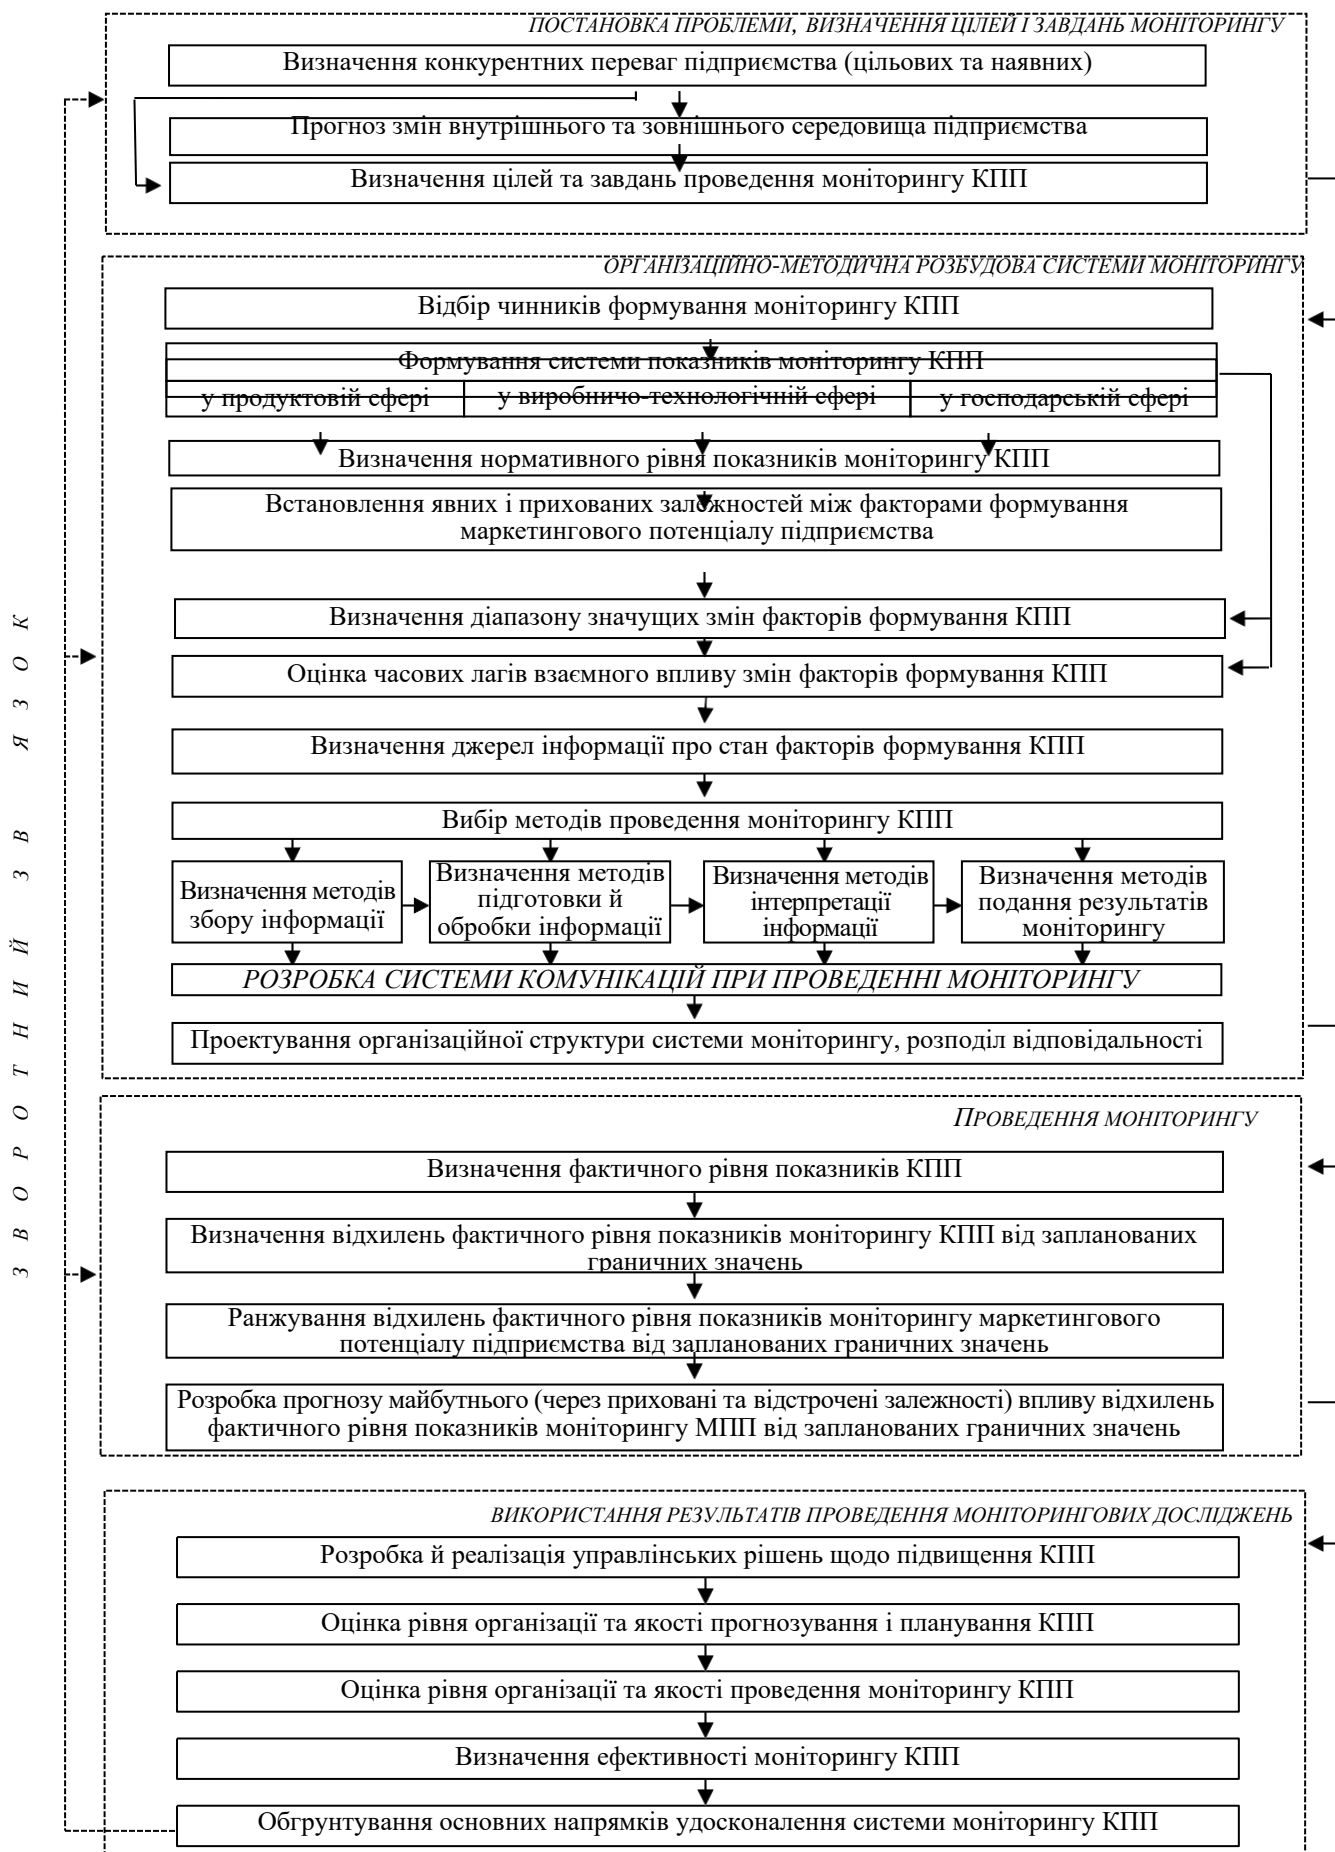 ПОСТАНОВКА ПРОБЛЕМИ, ВИЗНАЧЕННЯ ЦІЛЕЙ І ЗАВДАНЬ МОНІТОРИНГУ
Визначення конкурентних переваг підприємства (цільових та наявних)
Прогноз змін внутрішнього та зовнішнього середовища підприємства
Визначення цілей та завдань проведення моніторингу КПП
ОРГАНІЗАЦІЙНО-МЕТОДИЧНА РОЗБУДОВА СИСТЕМИ МОНІТОРИНГУ
Відбір чинників формування моніторингу КПП
Формування системи показників моніторингу КПП
у продуктовій сфері
у виробничо-технологічній сфері
у господарській сфері
Визначення нормативного рівня показників моніторингу КПП
Встановлення явних і прихованих залежностей між факторами формування
маркетингового потенціалу підприємства
Визначення діапазону значущих змін факторів формування КПП
Оцінка часових лагів взаємного впливу змін факторів формування КПП
Визначення джерел інформації про стан факторів формування КПП
Вибір методів проведення моніторингу КПП
Визначення методів
збору інформації
Визначення методів
підготовки й
обробки інформації
Визначення методів
інтерпретації
інформації
Визначення методів
подання результатів
моніторингу
РОЗРОБКА СИСТЕМИ КОМУНІКАЦІЙ ПРИ ПРОВЕДЕННІ МОНІТОРИНГУ
Проектування організаційної структури системи моніторингу, розподіл відповідальності
ПРОВЕДЕННЯ МОНІТОРИНГУ
Визначення фактичного рівня показників КПП
Визначення відхилень фактичного рівня показників моніторингу КПП від запланованих
граничних значень
Ранжування відхилень фактичного рівня показників моніторингу маркетингового
потенціалу підприємства від запланованих граничних значень
Розробка прогнозу майбутнього (через приховані та відстрочені залежності) впливу відхилень
фактичного рівня показників моніторингу МПП від запланованих граничних значень
ВИКОРИСТАННЯ РЕЗУЛЬТАТІВ ПРОВЕДЕННЯ МОНІТОРИНГОВИХ ДОСЛІДЖЕНЬ
Розробка й реалізація управлінських рішень щодо підвищення КПП
Оцінка рівня організації та якості прогнозування і планування КПП
Оцінка рівня організації та якості проведення моніторингу КПП
Визначення ефективності моніторингу КПП
Обгрунтування основних напрямків удосконалення системи моніторингу КПП
З В О Р О Т Н И Й З В Я З О К